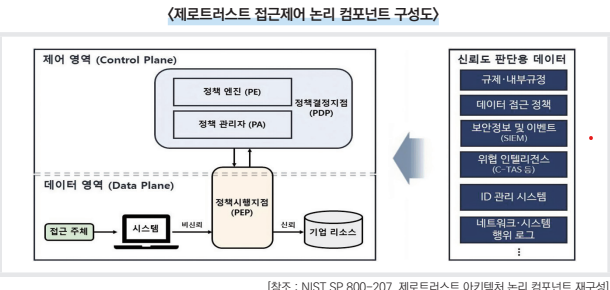 〈제로트러스트 접근제어 논리 컴포넌트 구성도〉
제어 영역 (Control Plane)
정책 엔진 (PE)
정책 관리자 (PA)
정책결정지점
(PDP)
데이터 영역 (Data Plane)
정책시행지점
(PEP)
접근 주체
시스템
비신뢰
신뢰
기업 리소스
신뢰도 판단용 데이터
규제·내부규정
데이터 접근 정책
보안정보 및 이벤트
(SIEM)
위협 인텔리전스
(C-TAS 등)
ID 관리 시스템
네트워크·시스템
행위 로그
⋮
[참조 : NIST SP 800-207, 제로트러스트 아키텍처 논리 컴포넌트 재구성]